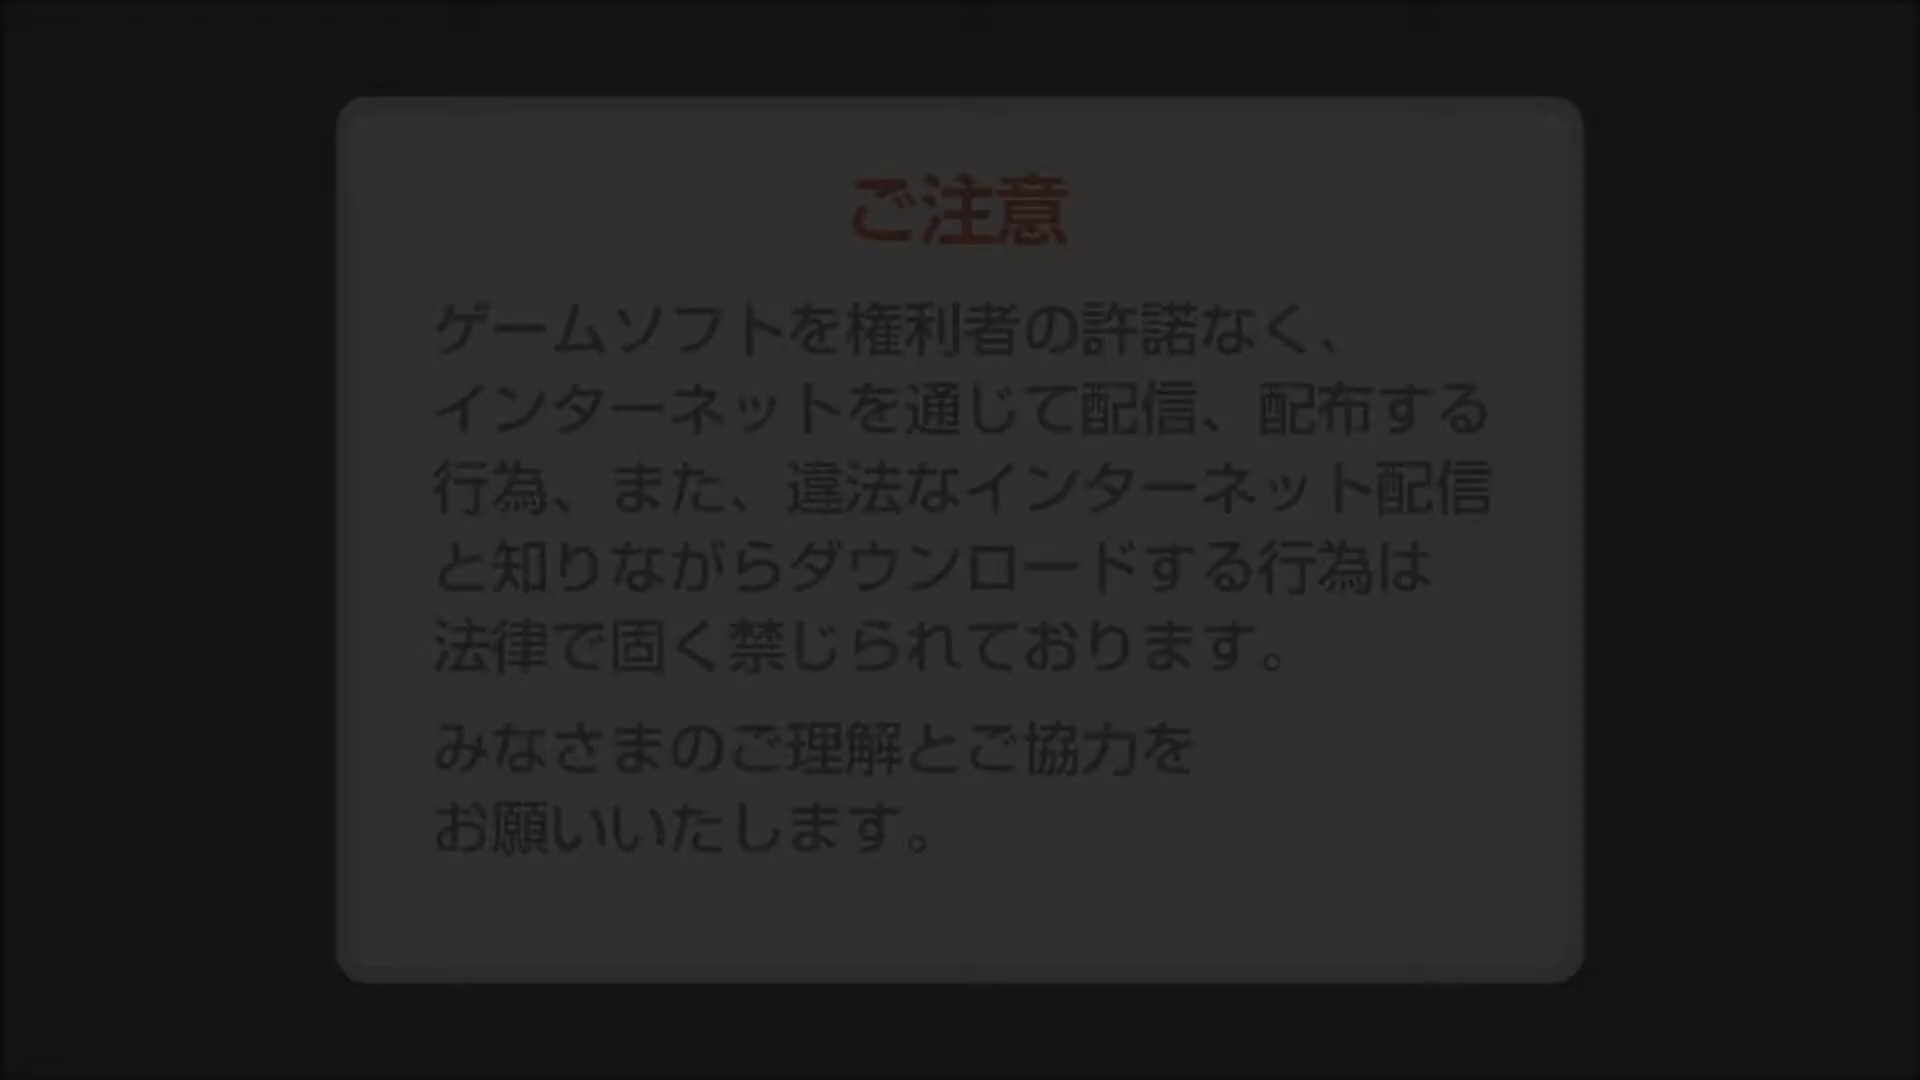 ご注意
ゲームソフトを権利者の許諾なく、
インターネットを通じて配信、配布する
行為、また、違法なインターネット配信
と知りながらダウンロードする行為は
法律で固く禁じられております。
みなさまのご理解とご協力を
お願いいたします。